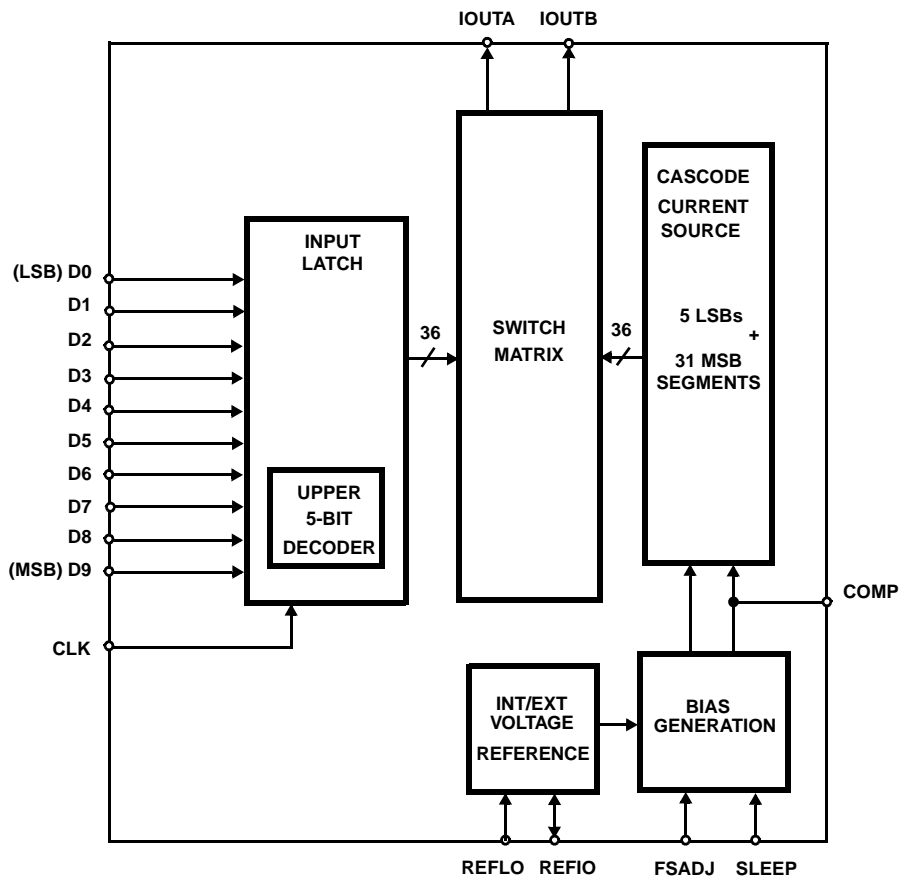 IOUTA IOUTB
CASCODE
CURRENT
SOURCE
INPUT
LATCH
(LSB) D0
D1
D2
D3
D4
D5
D6
D7
D8
(MSB) D9
CLK
36
SWITCH
MATRIX
36
5 LSBs
+
31 MSB
SEGMENTS
UPPER
5-BIT
DECODER
COMP
INT/EXT
VOLTAGE
REFERENCE
BIAS
GENERATION
REFLO REFIO FSADJ SLEEP